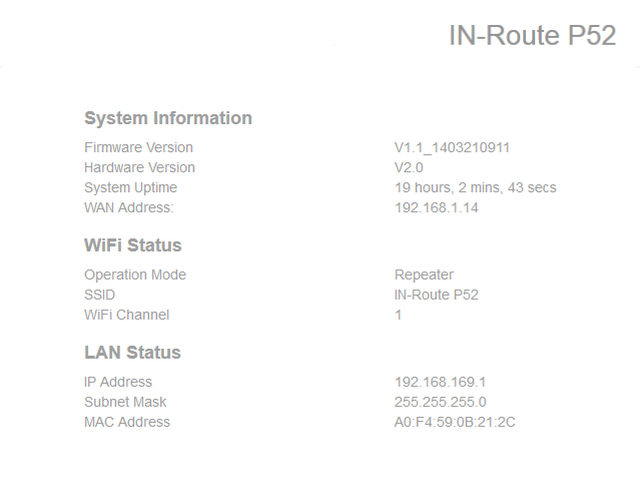 IN-Route P52
System Information
Firmware Version V1.1_1403210911
Hardware Version V2.0
System Uptime 19 hours, 2 mins, 43 secs
WAN Address: 192.168.1.14
WiFi Status
Operation Mode Repeater
SSID IN-Route P52
WiFi Channel 1
LAN Status
IP Address 192.168.169.1
Subnet Mask 255.255.255.0
MAC Address A0:F4:59:0B:21:2C